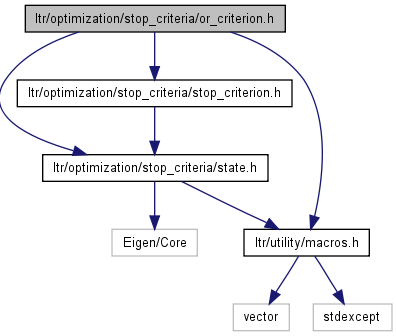 ltr/optimization/stop_criteria/or_criterion.h
ltr/optimization/stop_criteria/stop_criterion.h
ltr/optimization/stop_criteria/state.h
Eigen/Core
ltr/utility/macros.h
vector
stdexcept